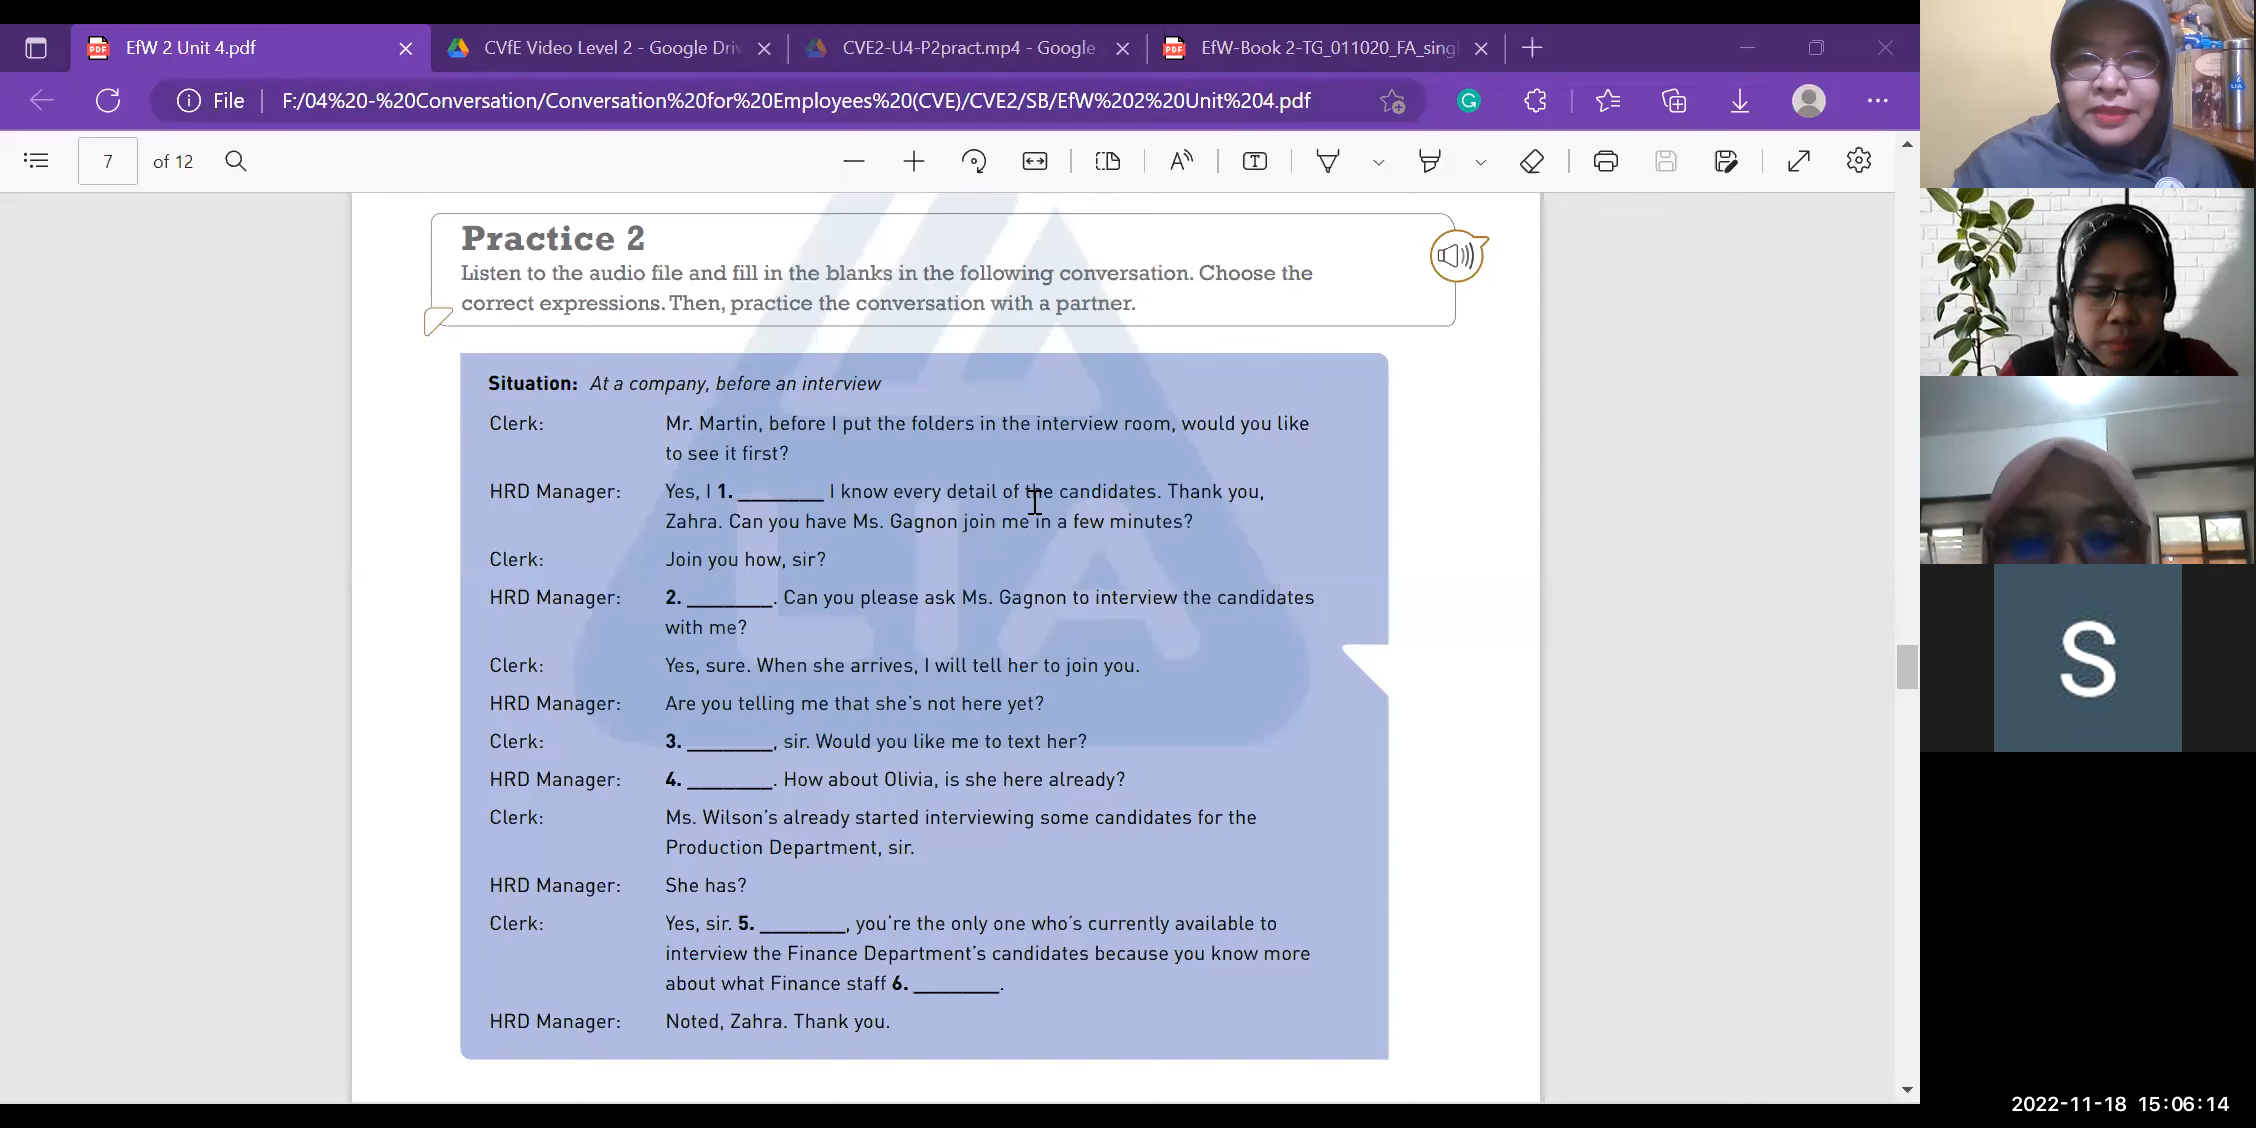 EfW 2 Unit 4.pdf
CVfE Video Level 2 - Google Driv
CVE2-U4-P2pract.mp4 - Google
EfW-Book 2-TG_011020_FA_singl
File F:/04%20-%20Conversation/Conversation%20for%20Employees%20(CVE)/CVE2/SB/EfW%202%20Unit%204.pdf
7 of 12
Practice 2
Listen to the audio file and fill in the blanks in the following conversation. Choose the
correct expressions. Then, practice the conversation with a partner.
Situation: At a company, before an interview
Clerk: Mr. Martin, before I put the folders in the interview room, would you like
to see it first?
HRD Manager: Yes, I 1. _______ I know every detail of the candidates. Thank you,
Zahra. Can you have Ms. Gagnon join me in a few minutes?
Clerk: Join you how, sir?
HRD Manager: 2. _______. Can you please ask Ms. Gagnon to interview the candidates
with me?
Clerk: Yes, sure. When she arrives, I will tell her to join you.
HRD Manager: Are you telling me that she's not here yet?
Clerk: 3. _______, sir. Would you like me to text her?
HRD Manager: 4. _______. How about Olivia, is she here already?
Clerk: Ms. Wilson's already started interviewing some candidates for the
Production Department, sir.
HRD Manager: She has?
Clerk: Yes, sir. 5. _______, you're the only one who's currently available to
interview the Finance Department's candidates because you know more
about what Finance staff 6. _______.
HRD Manager: Noted, Zahra. Thank you.
LIA
S
2022-11-18 15:06:14